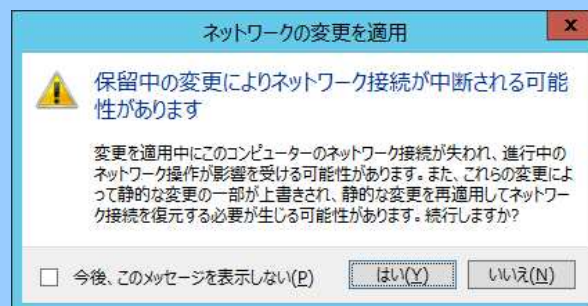 ネットワークの変更を適用
x
保留中の変更によりネットワーク接続が中断される可能
性があります
変更を適用中にこのコンピューターのネットワーク接続が失われ、進行中の
ネットワーク操作が影響を受ける可能性があります。また、これらの変更によ
って静的な変更の一部が上書きされ、静的な変更を再適用してネットワー
ク接続を復元する必要が生じる可能性があります。続行しますか?
今後、このメッセージを表示しない(P)
はい(Y)
いいえ(N)